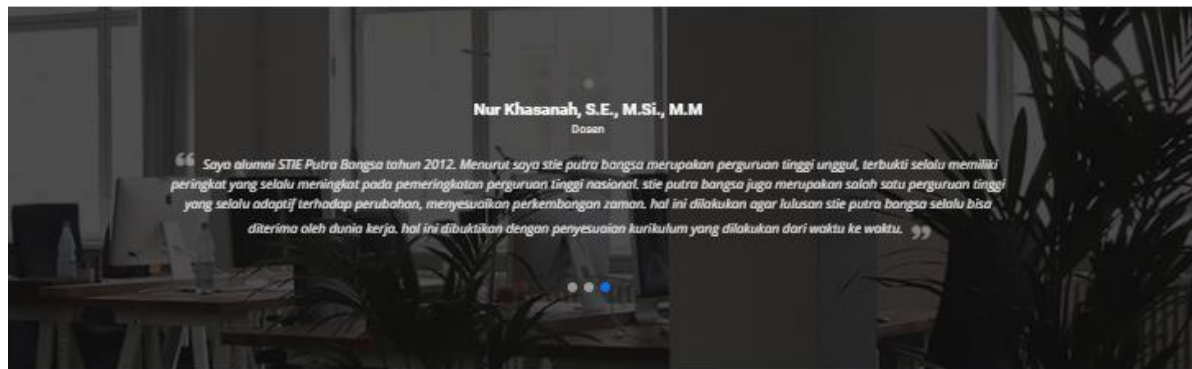 Nur Khasanah, S.E., M.Si., M.M
Dosen
“ Saya alumni STIE Putra Bangsa tahun 2012. Menurut saya stie putra bangsa merupakan perguruan tinggi unggul, terbukti selalu memiliki
peringkat yang selalu meningkat pada pemeringkatan perguruan tinggi nasional. stie putra bangsa juga merupakan salah satu perguruan tinggi
yang selalu adaptif terhadap perubahan, menyesuaikan perkembangan zaman. hal ini dilakukan agar lulusan stie putra bangsa selalu bisa
diterima oleh dunia kerja. hal ini dibuktikan dengan penyesuaian kurikulum yang dilakukan dari waktu ke waktu. ”